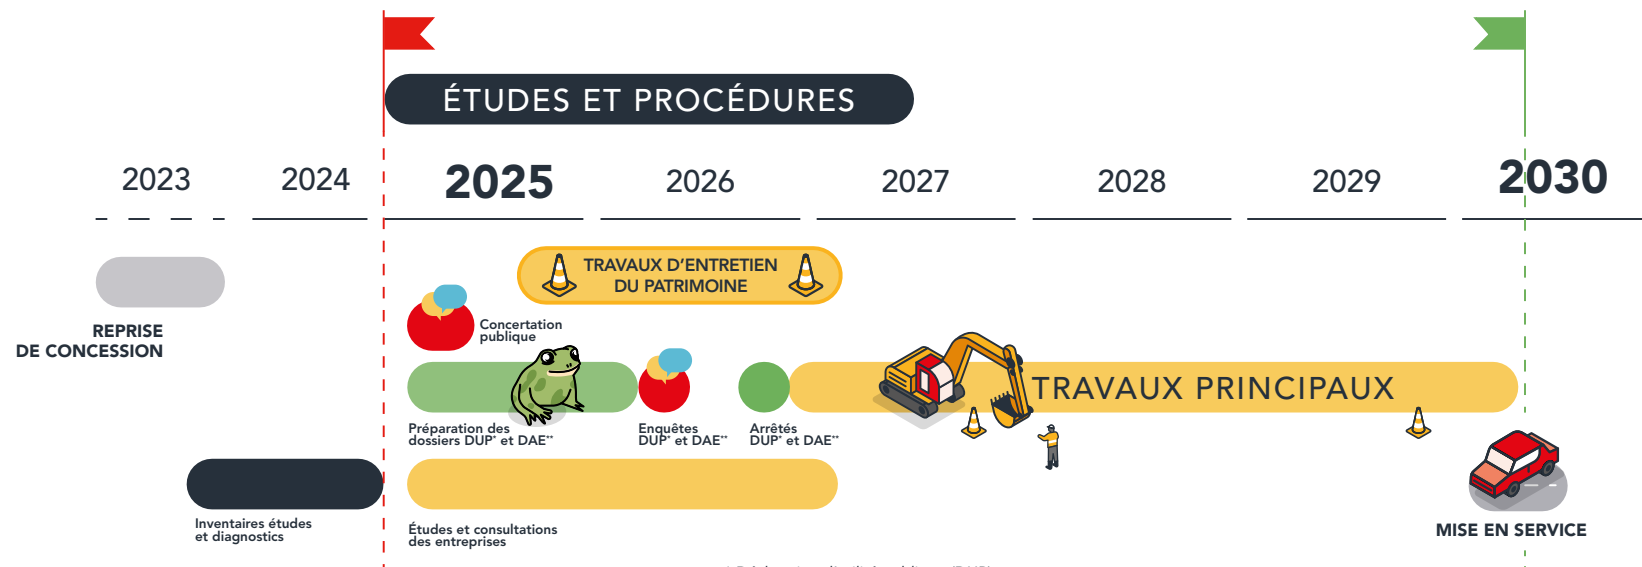 ÉTUDES ET PROCÉDURES
2023 2024 2025 2026 2027 2028 2029 2030
TRAVAUX D'ENTRETIEN
DU PATRIMOINE
REPRISE
DE CONCESSION
Concertation
publique
TRAVAUX PRINCIPAUX
Préparation des
dossiers DUP* et DAE**
Enquêtes
DUP* et DAE**
Arrêtés
DUP* et DAE**
Inventaires études
et diagnostics
Études et consultations
des entreprises
MISE EN SERVICE